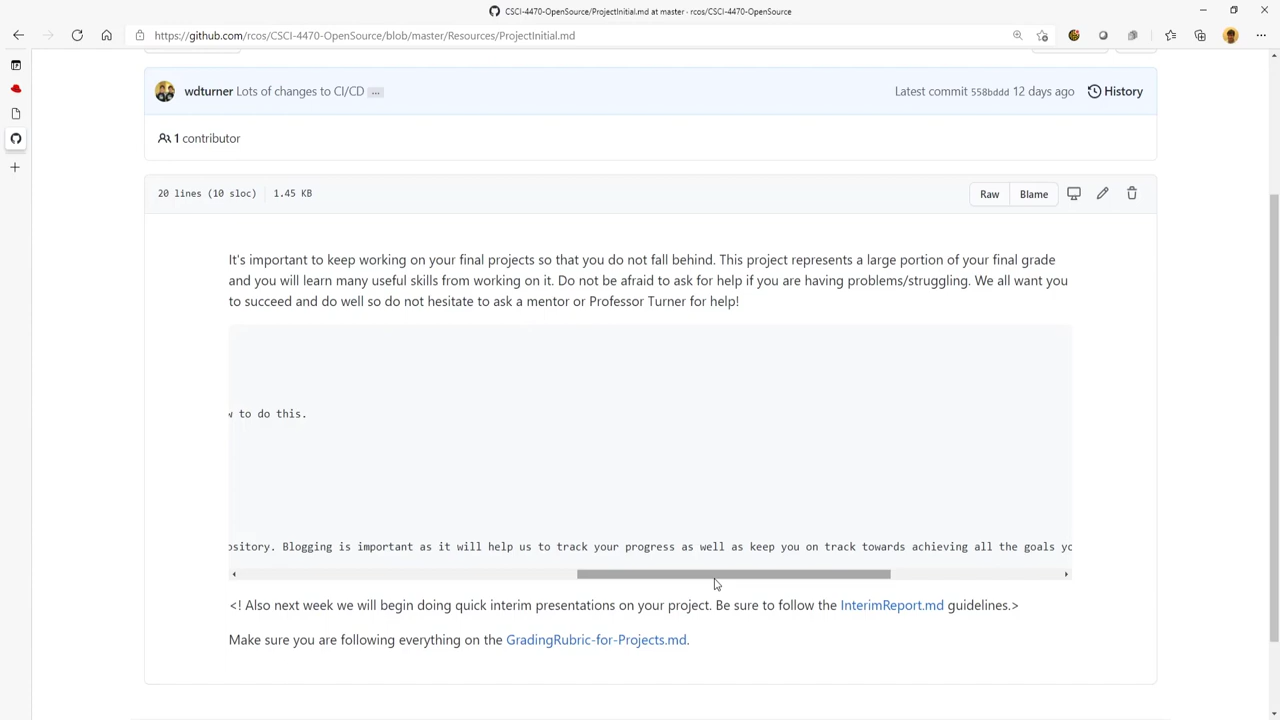 CSCI-4470-OpenSource/ProjectInitial.md at master · rcos/CSCI-4470-OpenSource
https://github.com/rcos/CSCI-4470-OpenSource/blob/master/Resources/ProjectInitial.md
wdturner Lots of changes to CI/CD ...
Latest commit 558bddd 12 days ago History
1 contributor
20 lines (10 sloc) 1.45 KB
Raw Blame
It's important to keep working on your final projects so that you do not fall behind. This project represents a large portion of your final grade
and you will learn many useful skills from working on it. Do not be afraid to ask for help if you are having problems/struggling. We all want you
to succeed and do well so do not hesitate to ask a mentor or Professor Turner for help!
w to do this.
ository. Blogging is important as it will help us to track your progress as well as keep you on track towards achieving all the goals yo
<! Also next week we will begin doing quick interim presentations on your project. Be sure to follow the InterimReport.md guidelines.>
Make sure you are following everything on the GradingRubric-for-Projects.md.